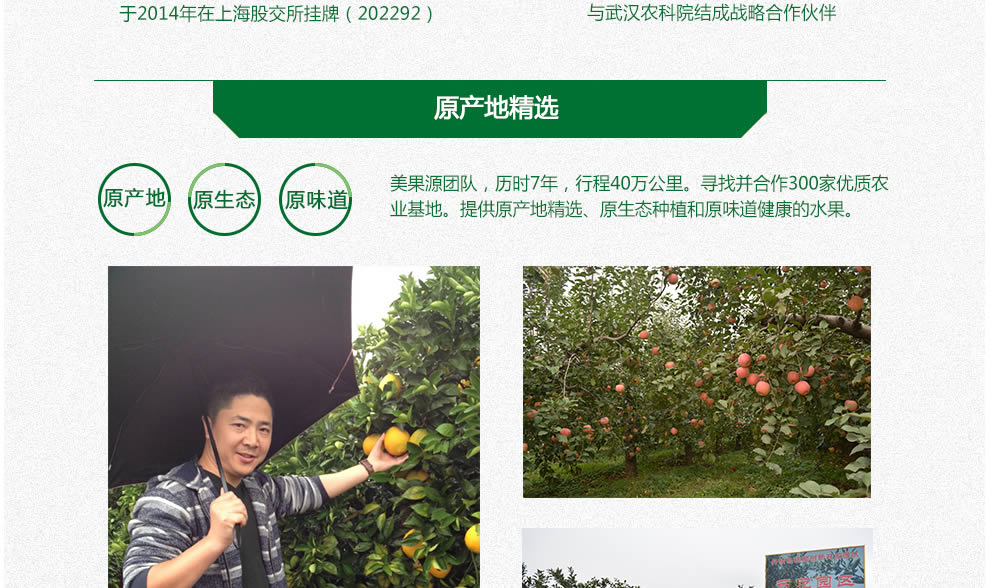 于2014年在上海股交所挂牌（202292）
与武汉农科院结成战略合作伙伴
原产地精选
原产地
原生态
原味道
美果源团队，历时7年，行程40万公里。寻找并合作300家优质农
业基地。提供原产地精选、原生态种植和原味道健康的水果。